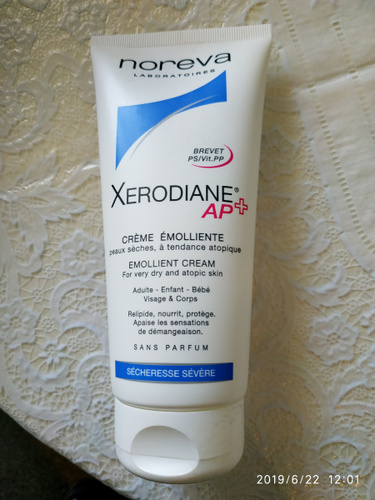 noreva
LABORATOIRES
BREVET
PS/Vit.PP
XERODIANE®
AP+
CRÈME ÉMOLLIENTE
peaux sèches, à tendance atopique
EMOLLIENT CREAM
For very dry and atopic skin
Adulte - Enfant - Bébé
Visage & Corps
Relipide, nourrit, protège.
Apaise les sensations
de démangeaison.
SANS PARFUM
SÉCHERESSE SÉVÈRE
2019/6/22 12:01